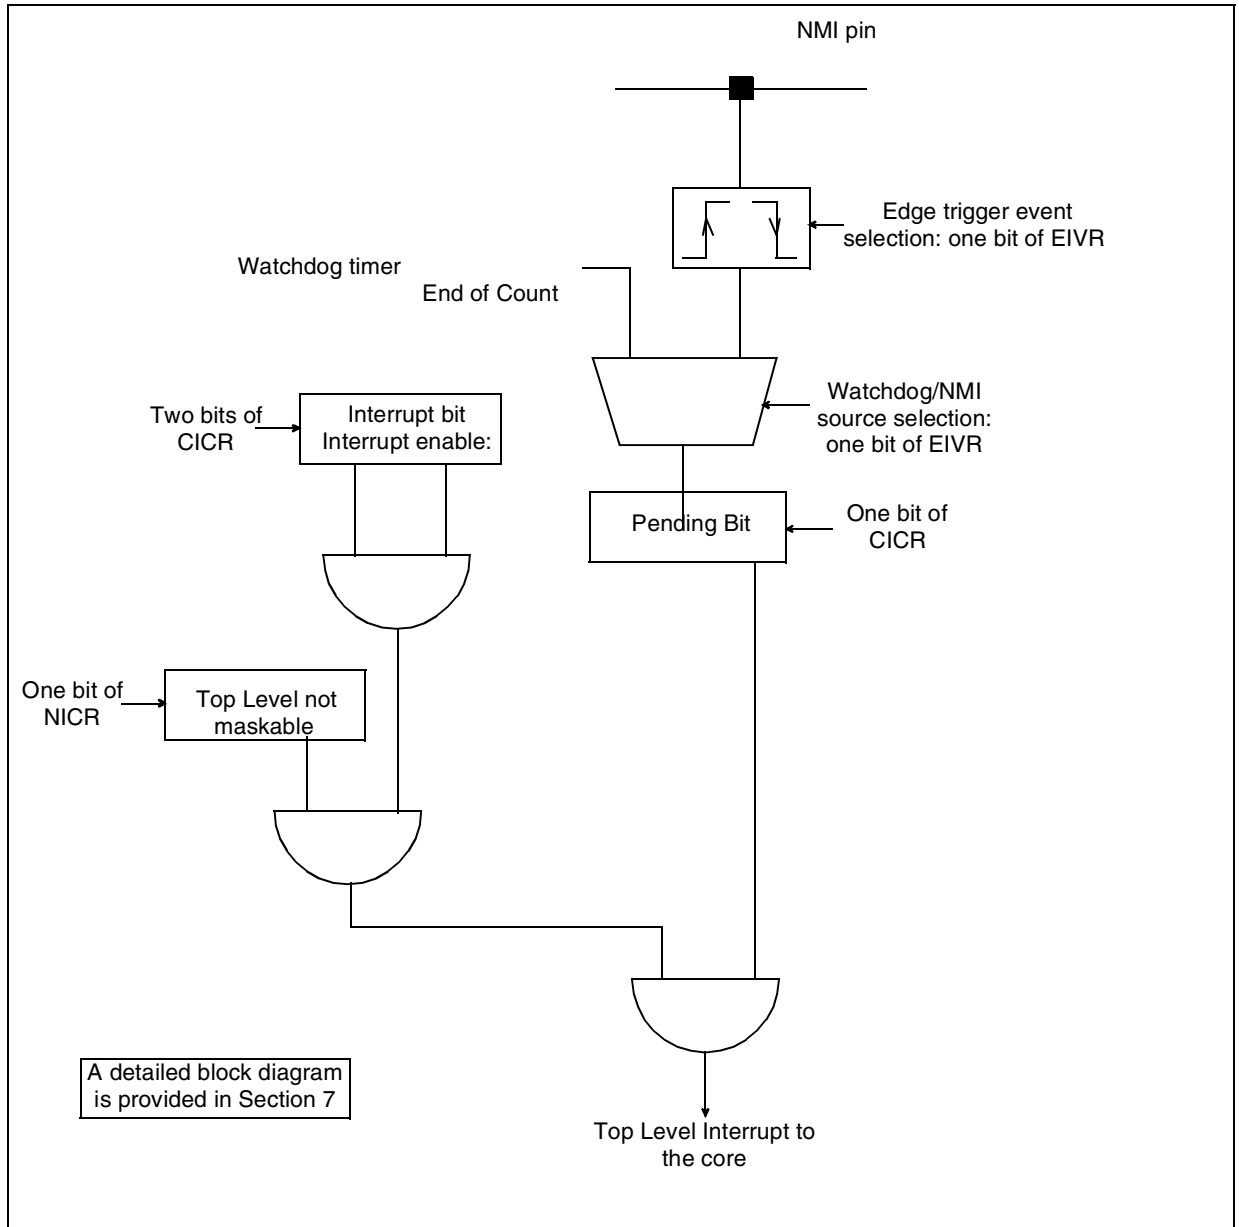 NMI pin
Edge trigger event
selection: one bit of EIVR
Watchdog timer
End of Count
Watchdog/NMI
source selection:
one bit of EIVR
Two bits of
CICR
Interrupt bit
Interrupt enable:
Pending Bit
One bit of
CICR
One bit of
NICR
Top Level not
maskable
A detailed block diagram
is provided in Section 7
Top Level Interrupt to
the core